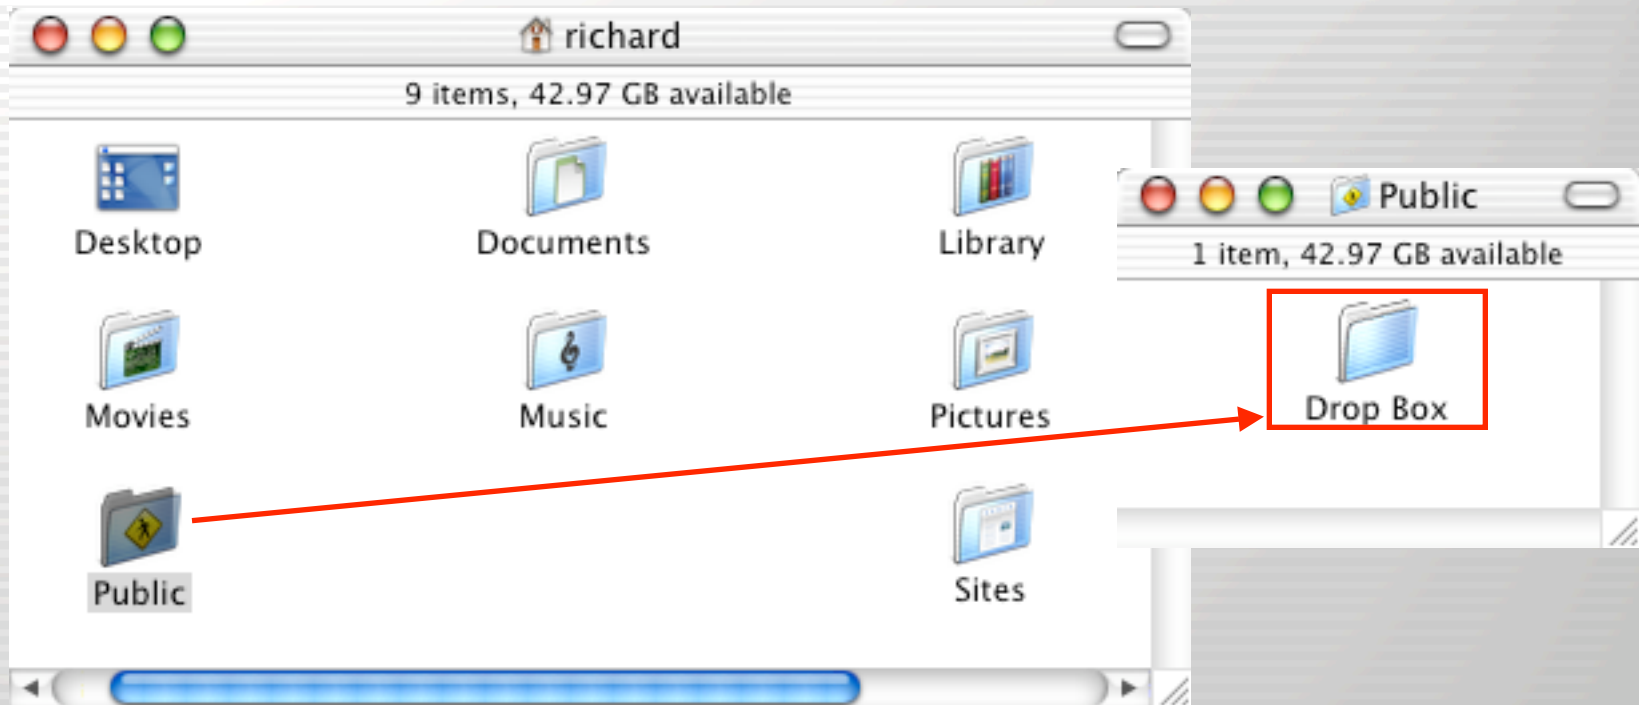 richard
9 items, 42.97 GB available
Desktop
Documents
Library
Movies
Music
Pictures
Public
Sites
Public
1 item, 42.97 GB available
Drop Box